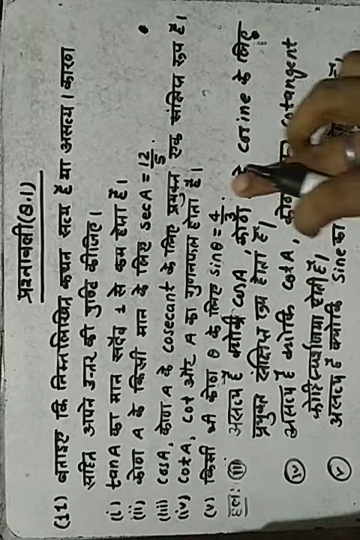 प्रश्नावली(8.1)
(11) बताइए कि निम्नलिखित कथन सत्य हैं या असत्य। कारण
सहित अपने उत्तर की पुष्टि कीजिए।
(i) tanA का मान सदैव 1 से कम होता है।
(ii) कोण A के किसी मान के लिए secA = 12/5.
(iii) cosA, कोण A के cosecant के लिए प्रयुक्त एक संक्षिप्त रूप है।
(iv) cotA, cot और A का गुणनफल होता है।
(v) किसी भी कोण θ के लिए sinθ = 4/3.
हल: (iii) असत्य है क्योंकि cosA, कोण cosine के लिए
प्रयुक्त संक्षिप्त रूप होता है।
(iv) असत्य है क्योंकि cotA, cotangent
(v) असत्य है क्योंकि sine का